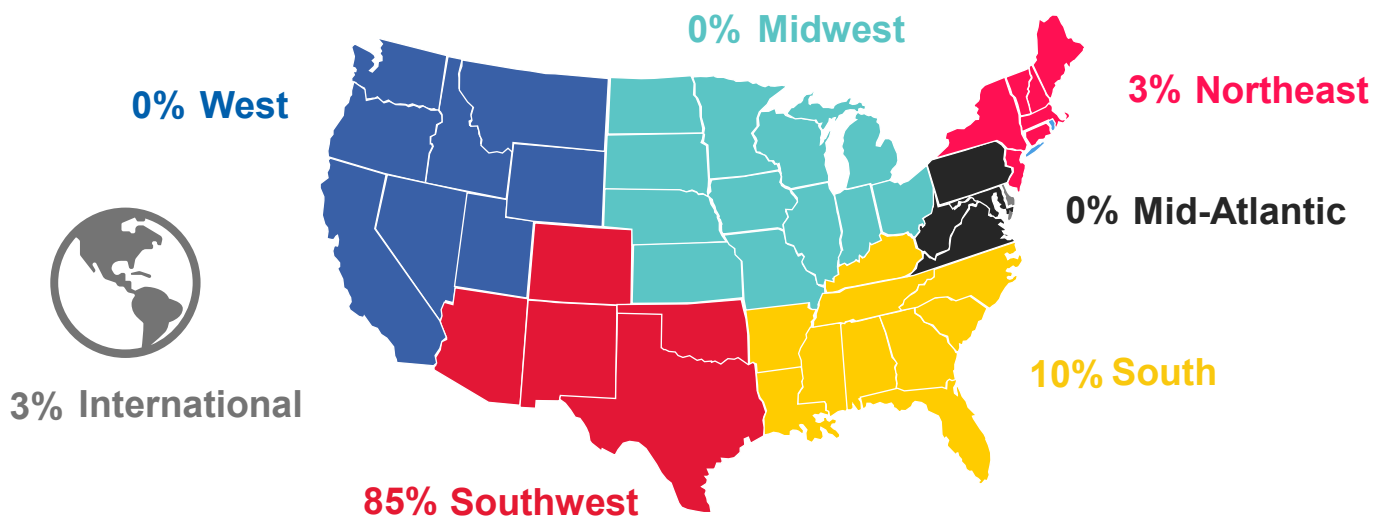 0% Midwest
3% Northeast
0% West
0% Mid-Atlantic
10% South
3% International
85% Southwest